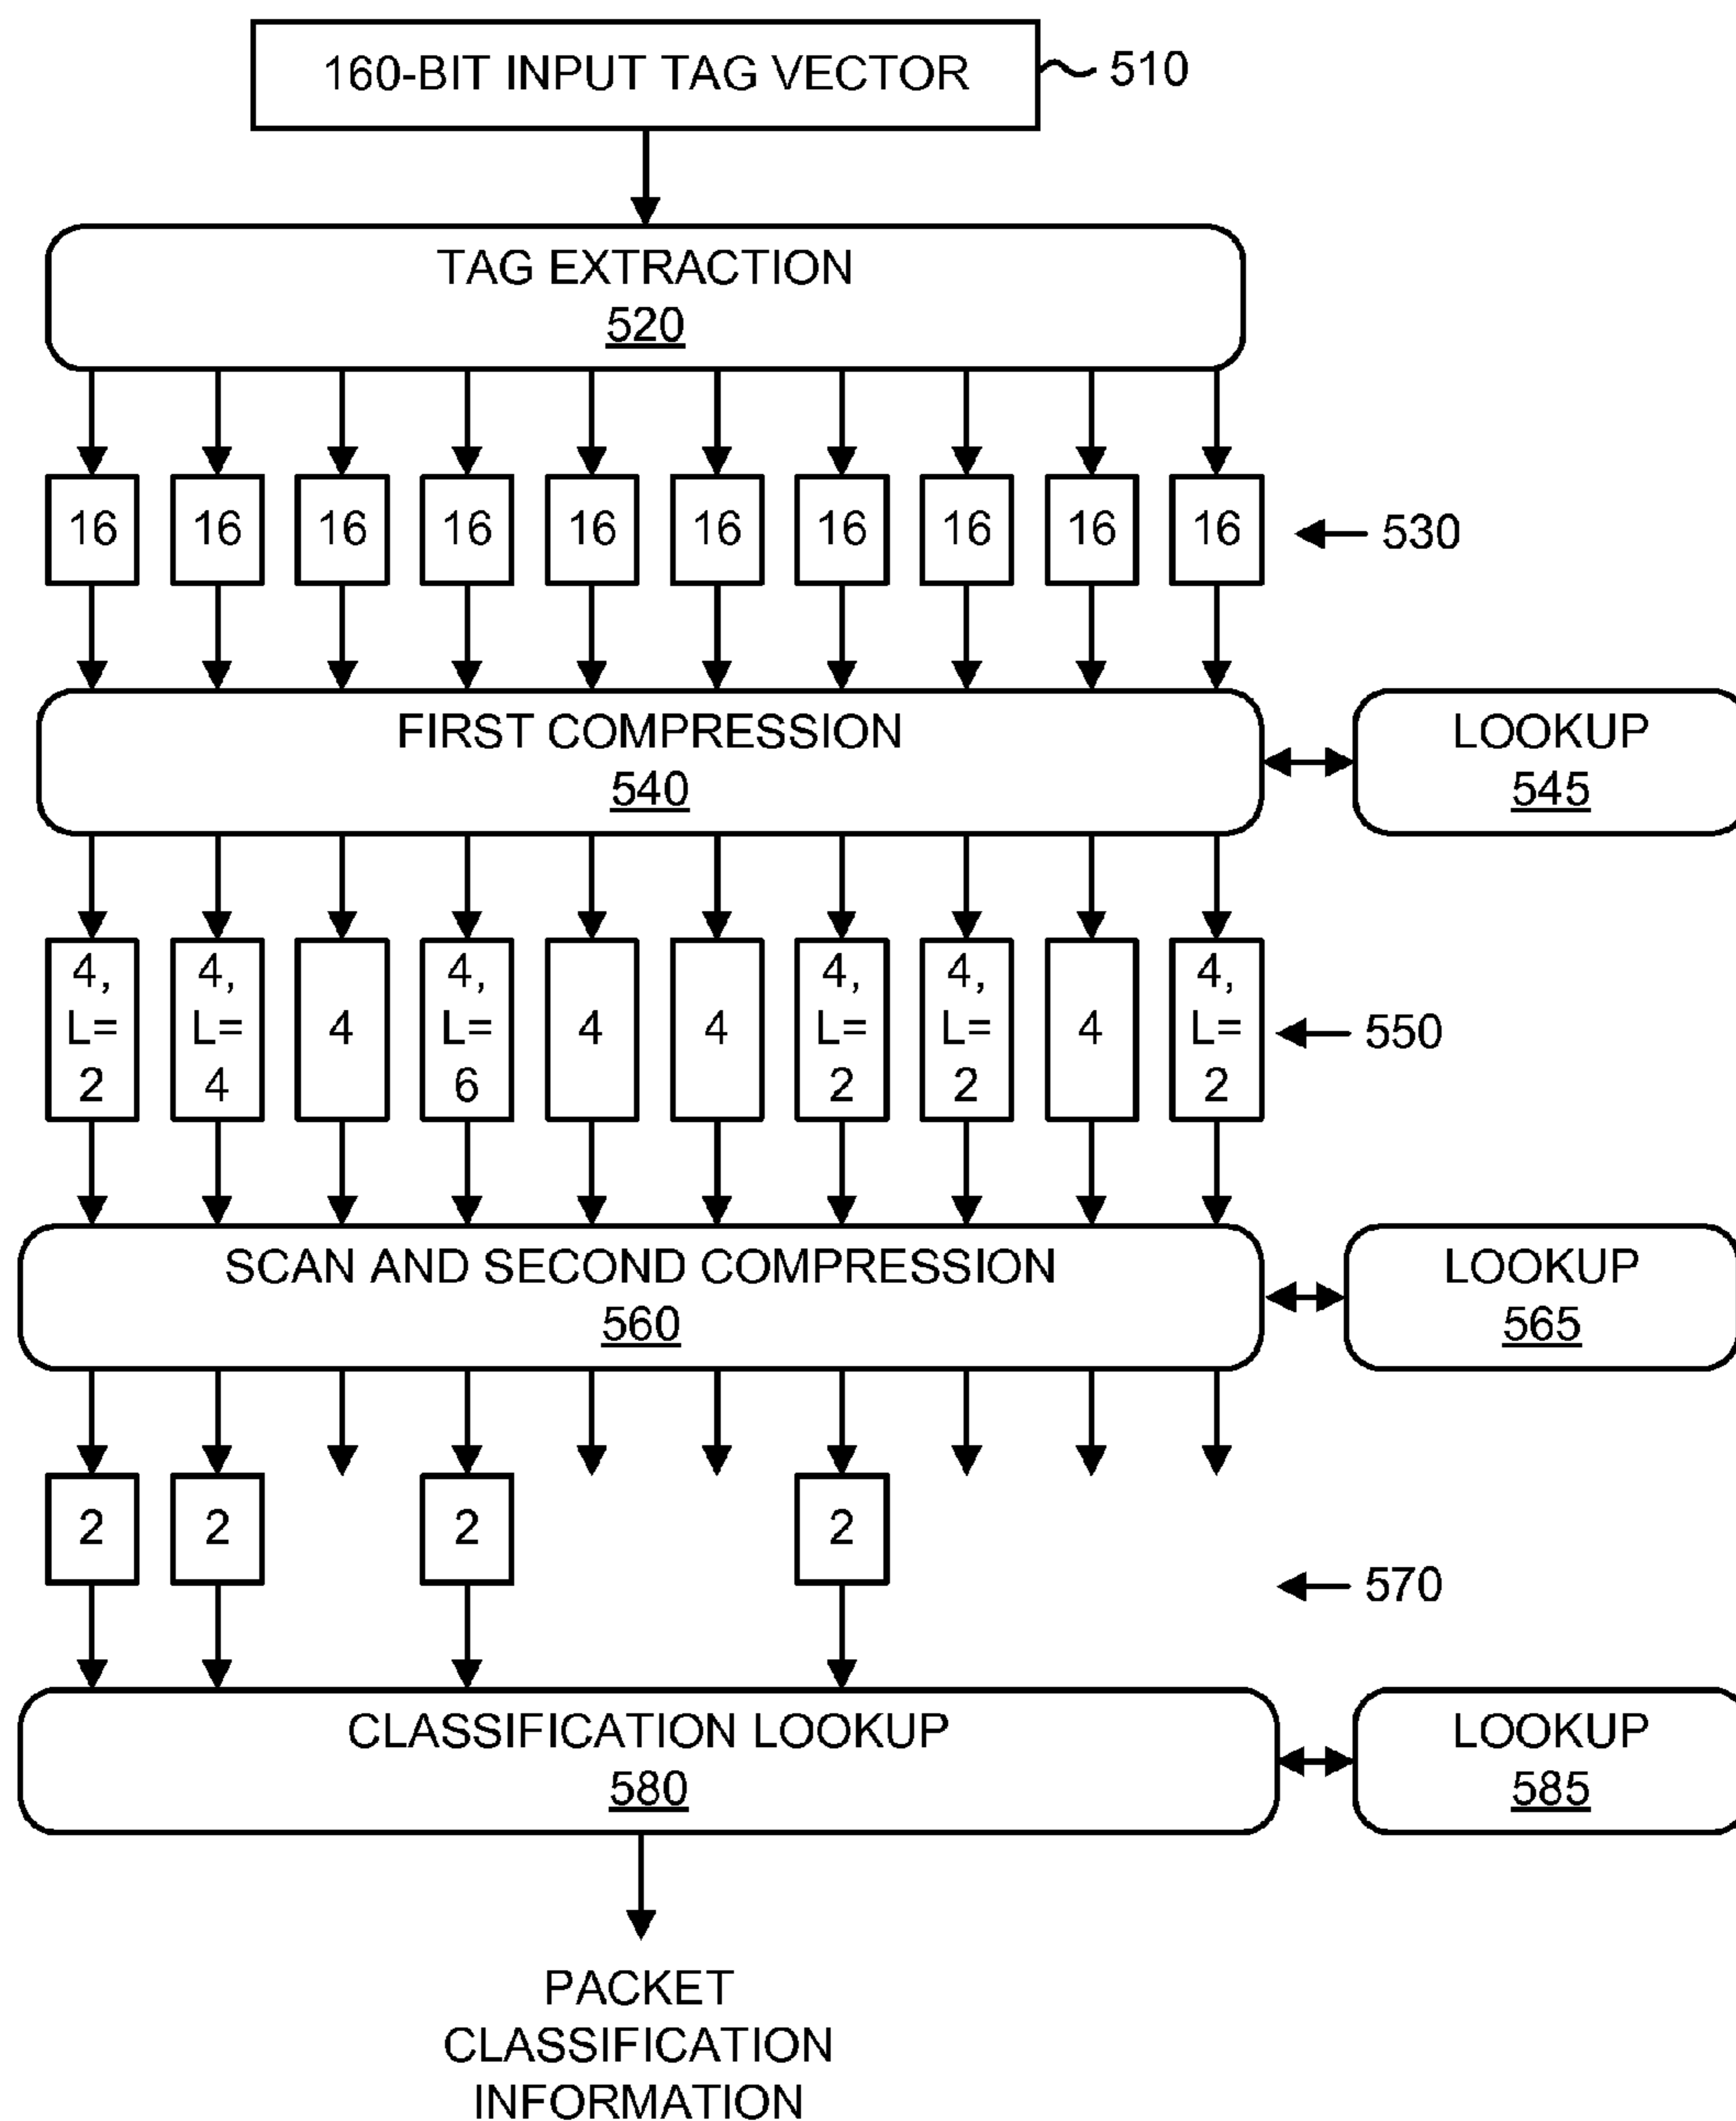 160-BIT INPUT TAG VECTOR 510
TAG EXTRACTION
520
16 16 16 16 16 16 16 16 16 16 530
FIRST COMPRESSION
540
LOOKUP
545
4, L= 2
4, L= 4
4
4, L= 6
4
4
4, L= 2
4, L= 2
4
4, L= 2
550
SCAN AND SECOND COMPRESSION
560
LOOKUP
565
2 2 2 2
570
CLASSIFICATION LOOKUP
580
LOOKUP
585
PACKET
CLASSIFICATION
INFORMATION